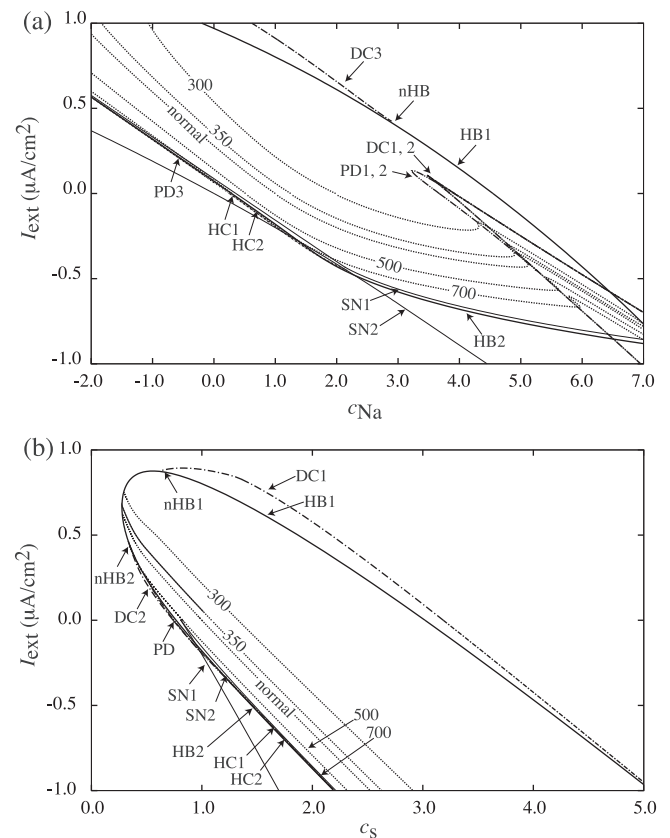 (a)
1.0
DC3
nHB
300
0.5
350
normal
DC1, 2
HB1
PD1, 2
Iext (μA/cm²)
0.0
PD3
HC1
HC2
500
-0.5
700
SN1
SN2
HB2
-1.0
-2.0 -1.0 0.0 1.0 2.0 3.0 4.0 5.0 6.0 7.0
cNa
(b)
1.0
DC1
nHB1
HB1
0.5
nHB2
300
DC2
Iext (μA/cm²)
0.0
PD
350
SN1
normal
SN2
500
-0.5
HB2
700
HC1
HC2
-1.0
0.0 1.0 2.0 3.0 4.0 5.0
cS